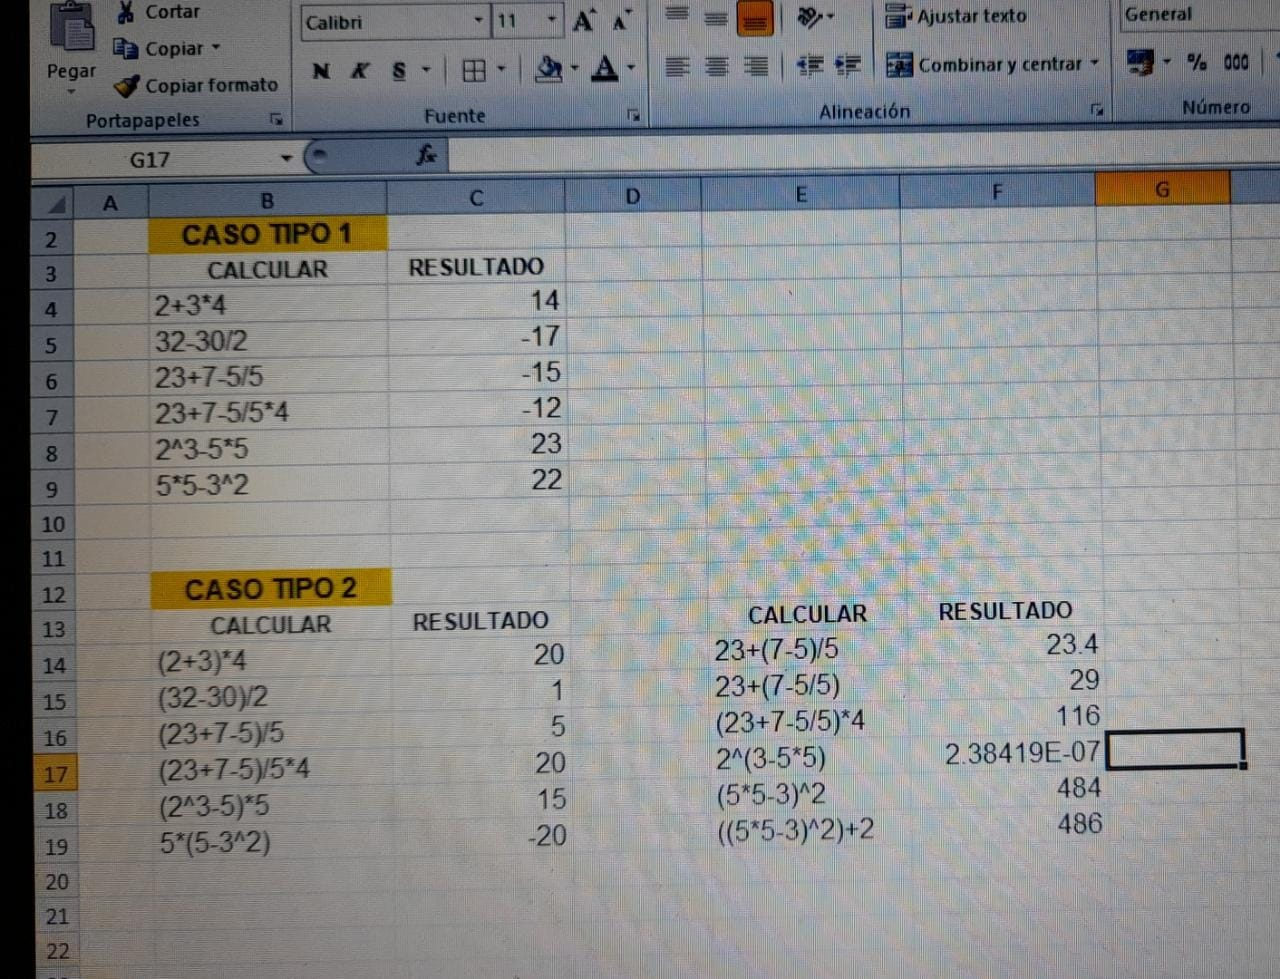 Cortar
Calibri 11 A A
Ajustar texto
General
Copiar
Pegar
N K S A
Combinar y centrar
% 000
Copiar formato
Portapapeles
Fuente
Alineación
Número
G17 fx
A B C D E F G
2 CASO TIPO 1
3 CALCULAR RESULTADO
4 2+3*4 14
5 32-30/2 -17
6 23+7-5/5 -15
7 23+7-5/5*4 -12
8 2^3-5*5 23
9 5*5-3^2 22
10
11
12 CASO TIPO 2
13 CALCULAR RESULTADO CALCULAR RESULTADO
14 (2+3)*4 20 23+(7-5)/5 23.4
15 (32-30)/2 1 23+(7-5/5) 29
16 (23+7-5)/5 5 (23+7-5/5)*4 116
17 (23+7-5)/5*4 20 2^(3-5*5) 2.38419E-07
18 (2^3-5)*5 15 (5*5-3)^2 484
19 5*(5-3^2) -20 ((5*5-3)^2)+2 486
20
21
22